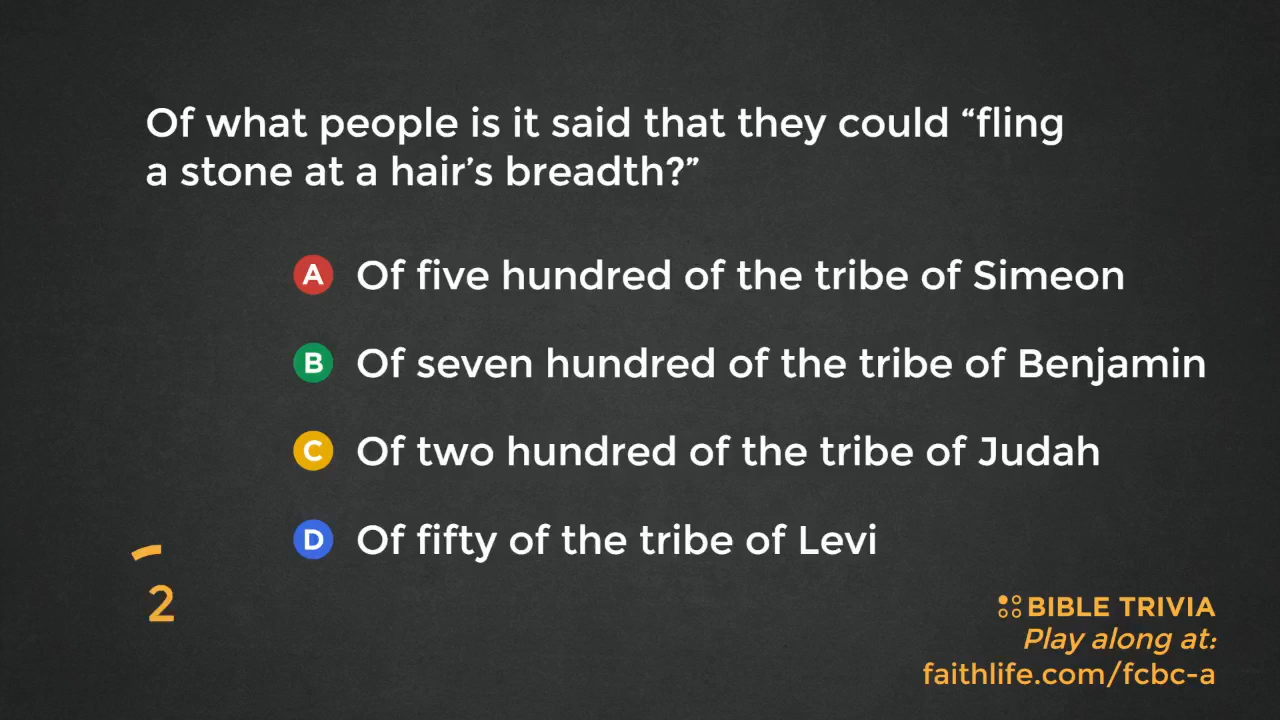 Of what people is it said that they could “fling
a stone at a hair’s breadth?”
A Of five hundred of the tribe of Simeon
B Of seven hundred of the tribe of Benjamin
C Of two hundred of the tribe of Judah
D Of fifty of the tribe of Levi
2
BIBLE TRIVIA
Play along at:
faithlife.com/fcbc-a